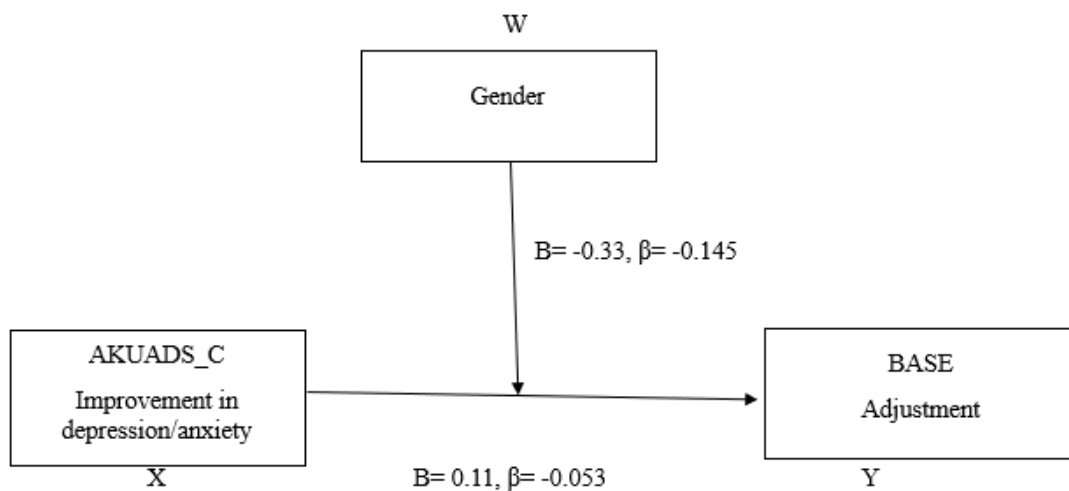 W
Gender
B= -0.33, β= -0.145
AKUADS_C
Improvement in
depression/anxiety
X
B= 0.11, β= -0.053
BASE
Adjustment
Y